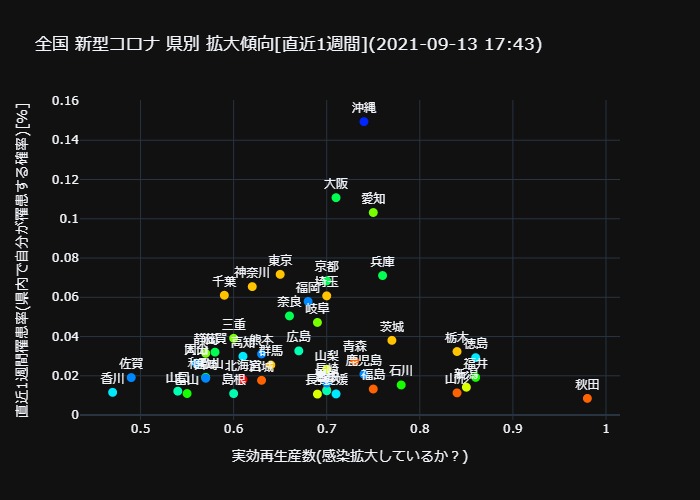 全国 新型コロナ 県別 拡大傾向[直近1週間](2021-09-13 17:43)
直近1週間罹患率(県内で自分が罹患する確率)[%]
0.16
沖縄
0.14
0.12
大阪
愛知
0.1
0.08
兵庫
東京
京都
神奈川
千葉
埼玉
福岡
0.06
奈良
岐阜
0.04
三重
茨城
広島
栃木
熊本
高知
徳島
群馬
青森
山梨
鹿児島
福井
佐賀
北海道
宮城
石川
福島
0.02
香川
富山
島根
山形
新潟
秋田
0
0.5
0.6
0.7
0.8
0.9
1
実効再生産数(感染拡大しているか？)